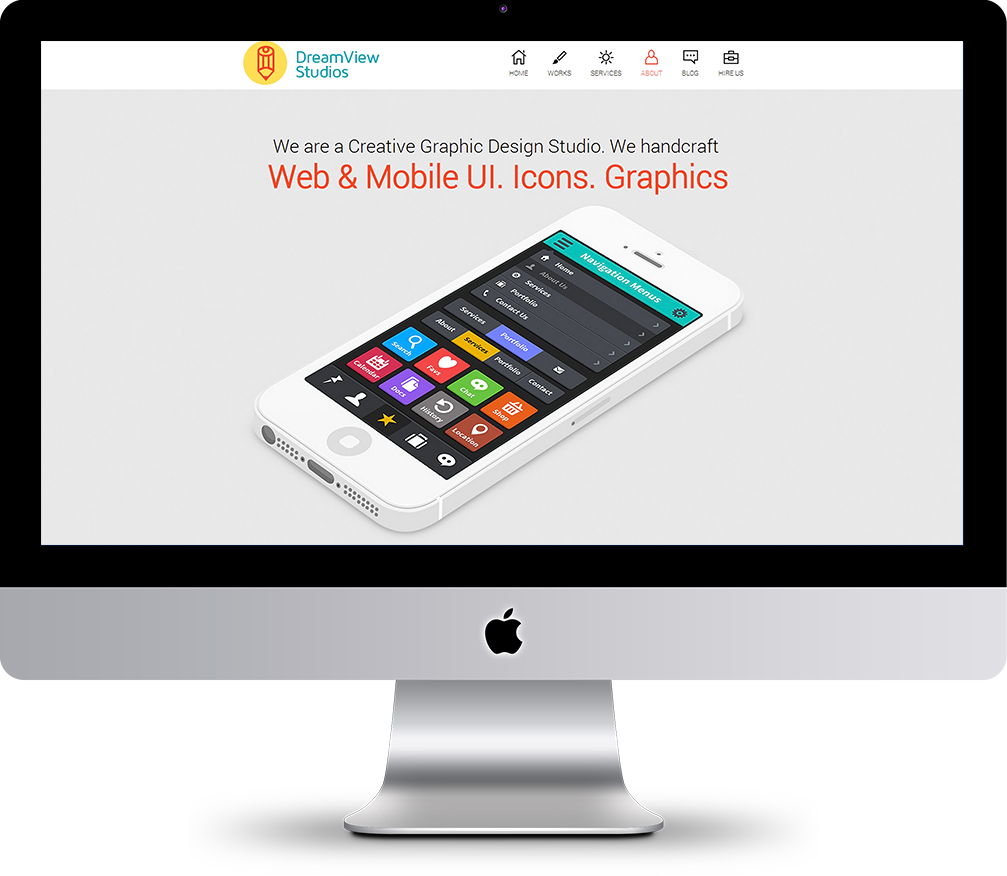 DreamView
Studios
HOME
WORKS
SERVICES
ABOUT
BLOG
HIRE US
We are a Creative Graphic Design Studio. We handcraft
Web & Mobile UI. Icons. Graphics
Navigation Menus
Home
About Us
Services
Portfolio
Contact Us
Services
Portfolio
About
Services
Portfolio
Contact
Search
Favs
Chat
Shop
Calendar
Docs
History
Location